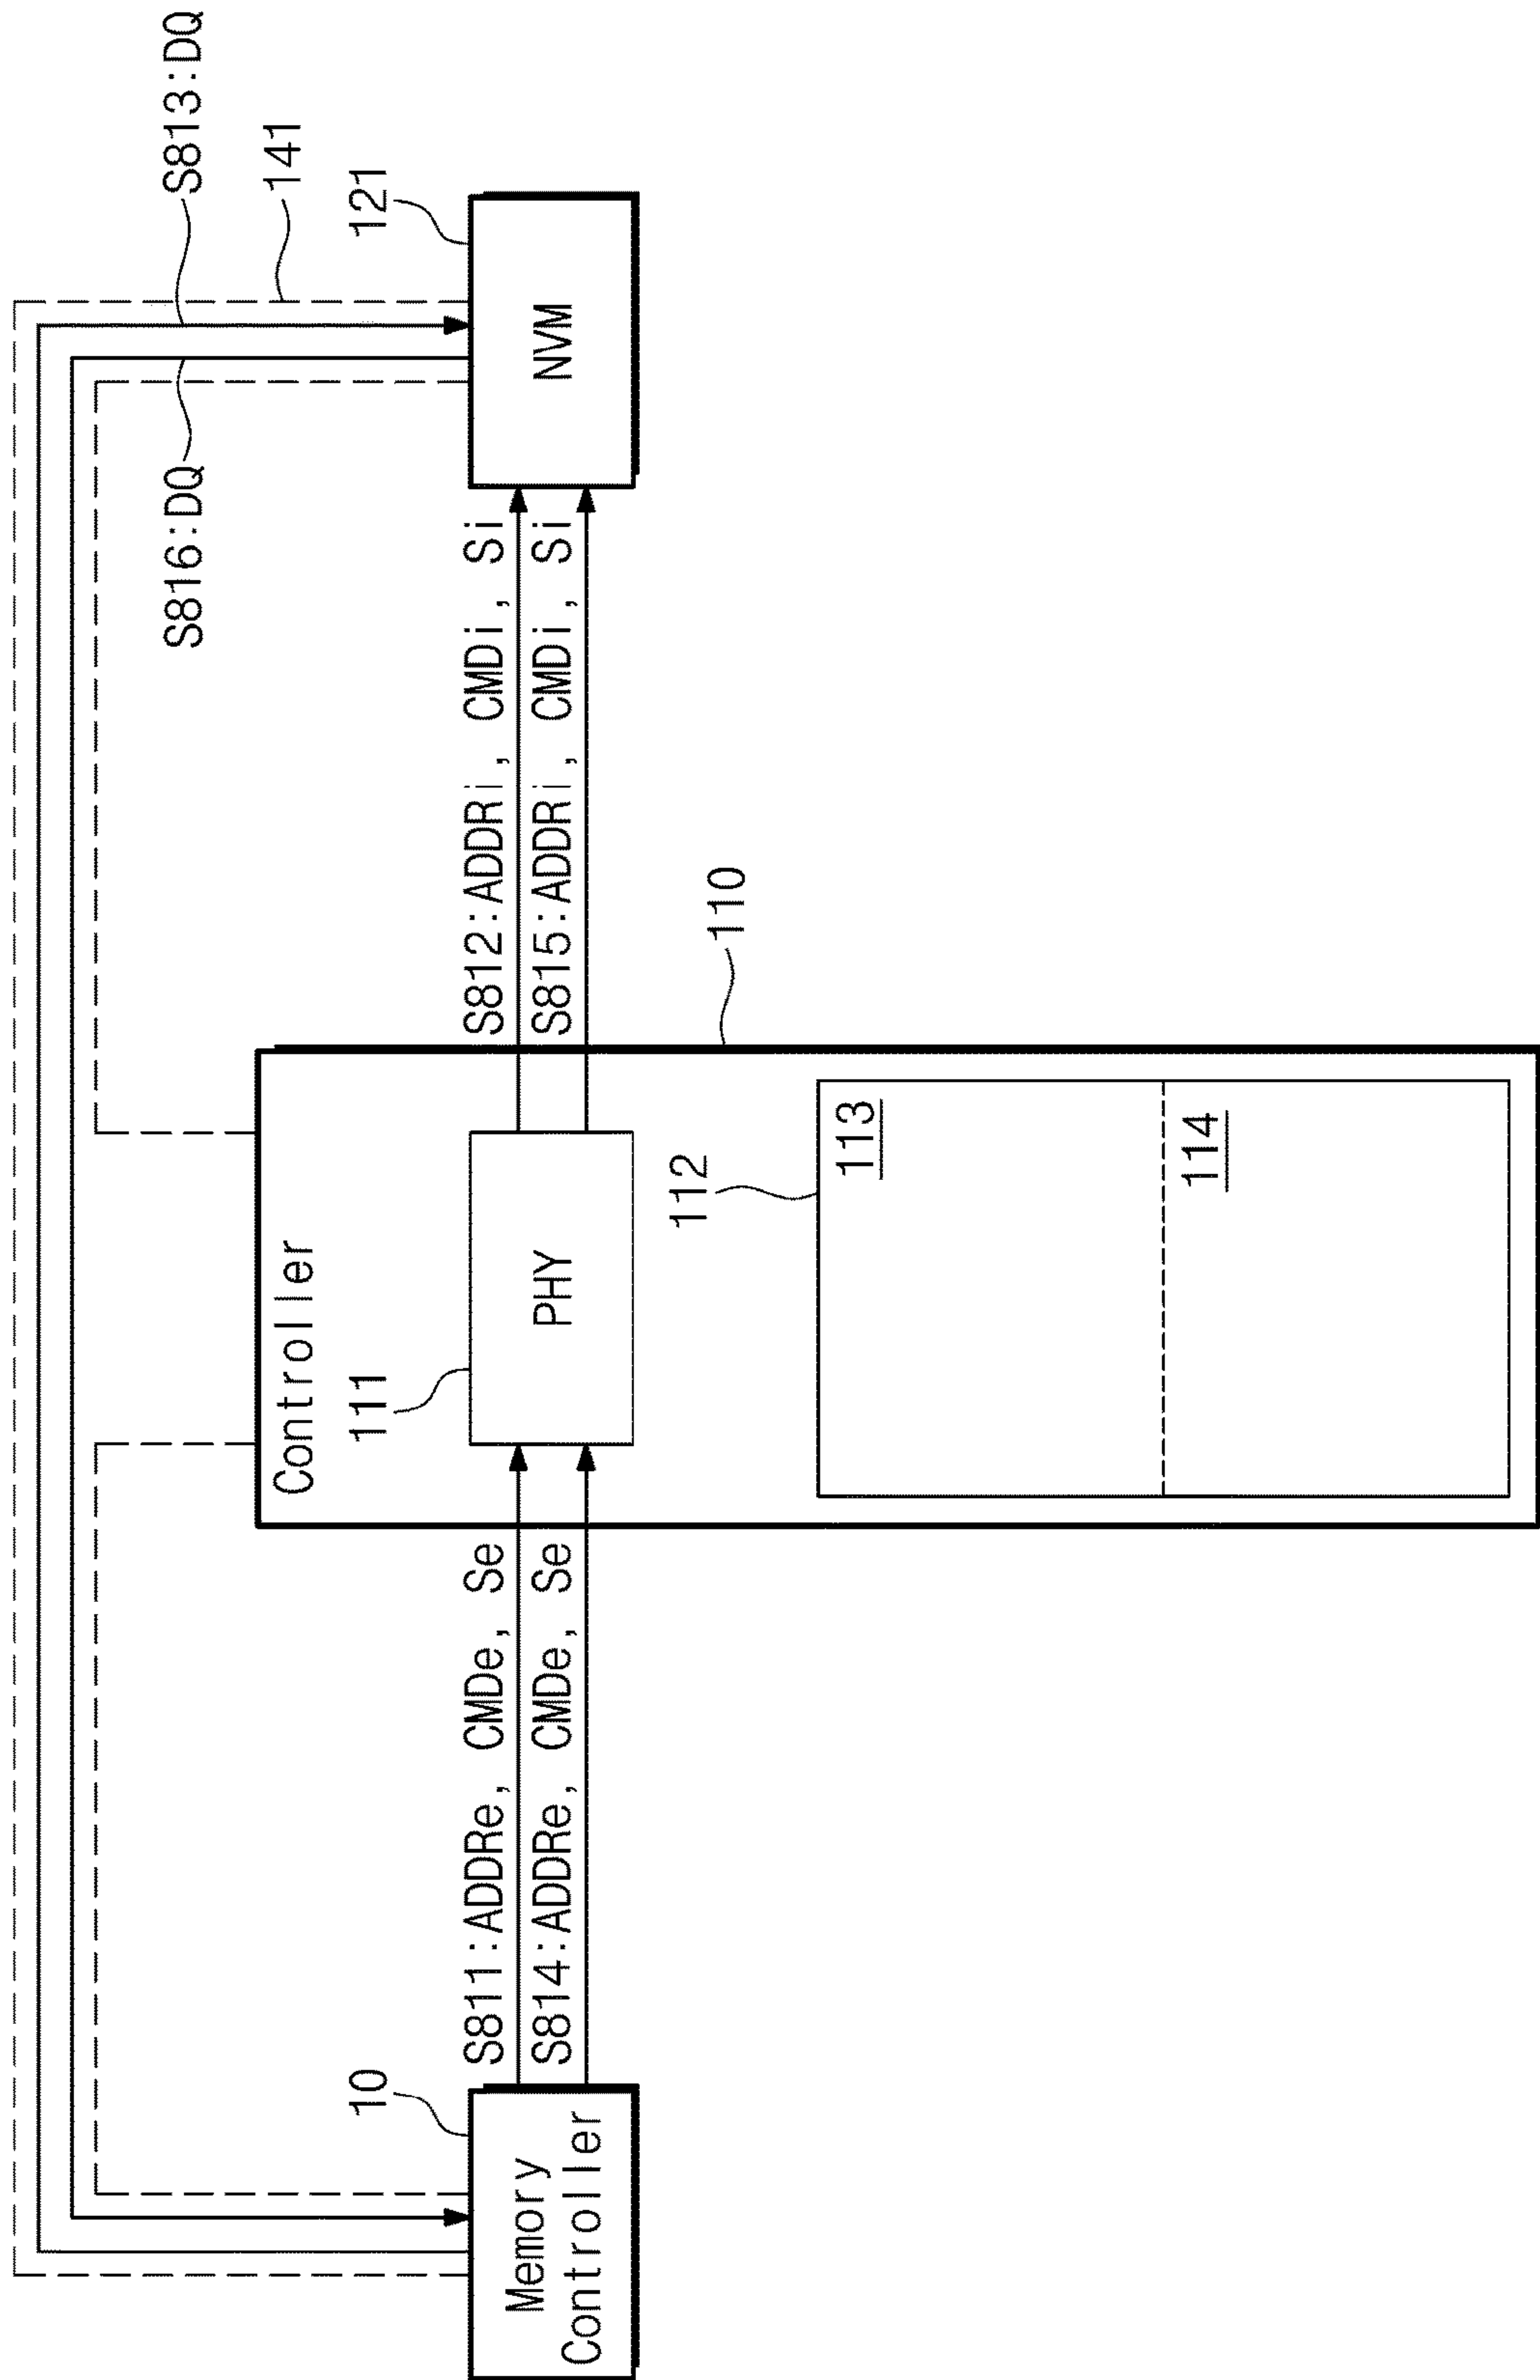 S813:DQ
141
S816:DQ
121
NVM
S812:ADDRi, CMDi, Si
S815:ADDRi, CMDi, Si
110
Controller
111
PHY
112
113
114
S811:ADDRe, CMDe, Se
S814:ADDRe, CMDe, Se
10
Memory
Controller